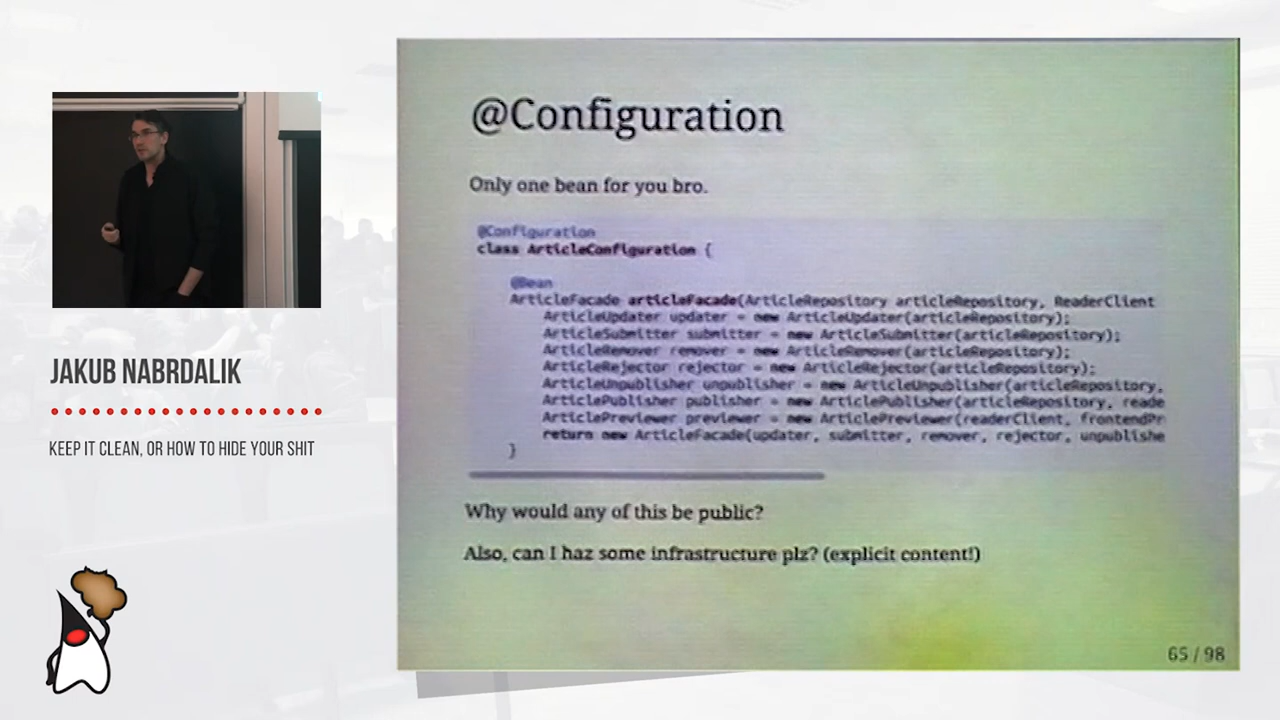 JAKUB NABRDALIK
KEEP IT CLEAN, OR HOW TO HIDE YOUR SHIT
@Configuration
Only one bean for you bro.
@Configuration
class ArticleConfiguration {
@Bean
ArticleFacade articleFacade(ArticleRepository articleRepository, ReaderClient
ArticleUpdater updater = new ArticleUpdater(articleRepository);
ArticleSubmitter submitter = new ArticleSubmitter(articleRepository);
ArticleRemover remover = new ArticleRemover(articleRepository);
ArticleRejector rejector = new ArticleRejector(articleRepository);
ArticleUnpublisher unpublisher = new ArticleUnpublisher(articleRepository,
ArticlePublisher publisher = new ArticlePublisher(articleRepository, reade
ArticlePreviewer previewer = new ArticlePreviewer(readerClient, frontendPr
return new ArticleFacade(updater, submitter, remover, rejector, unpublishe
}
Why would any of this be public?
Also, can I haz some infrastructure plz? (explicit content!)
65 / 98